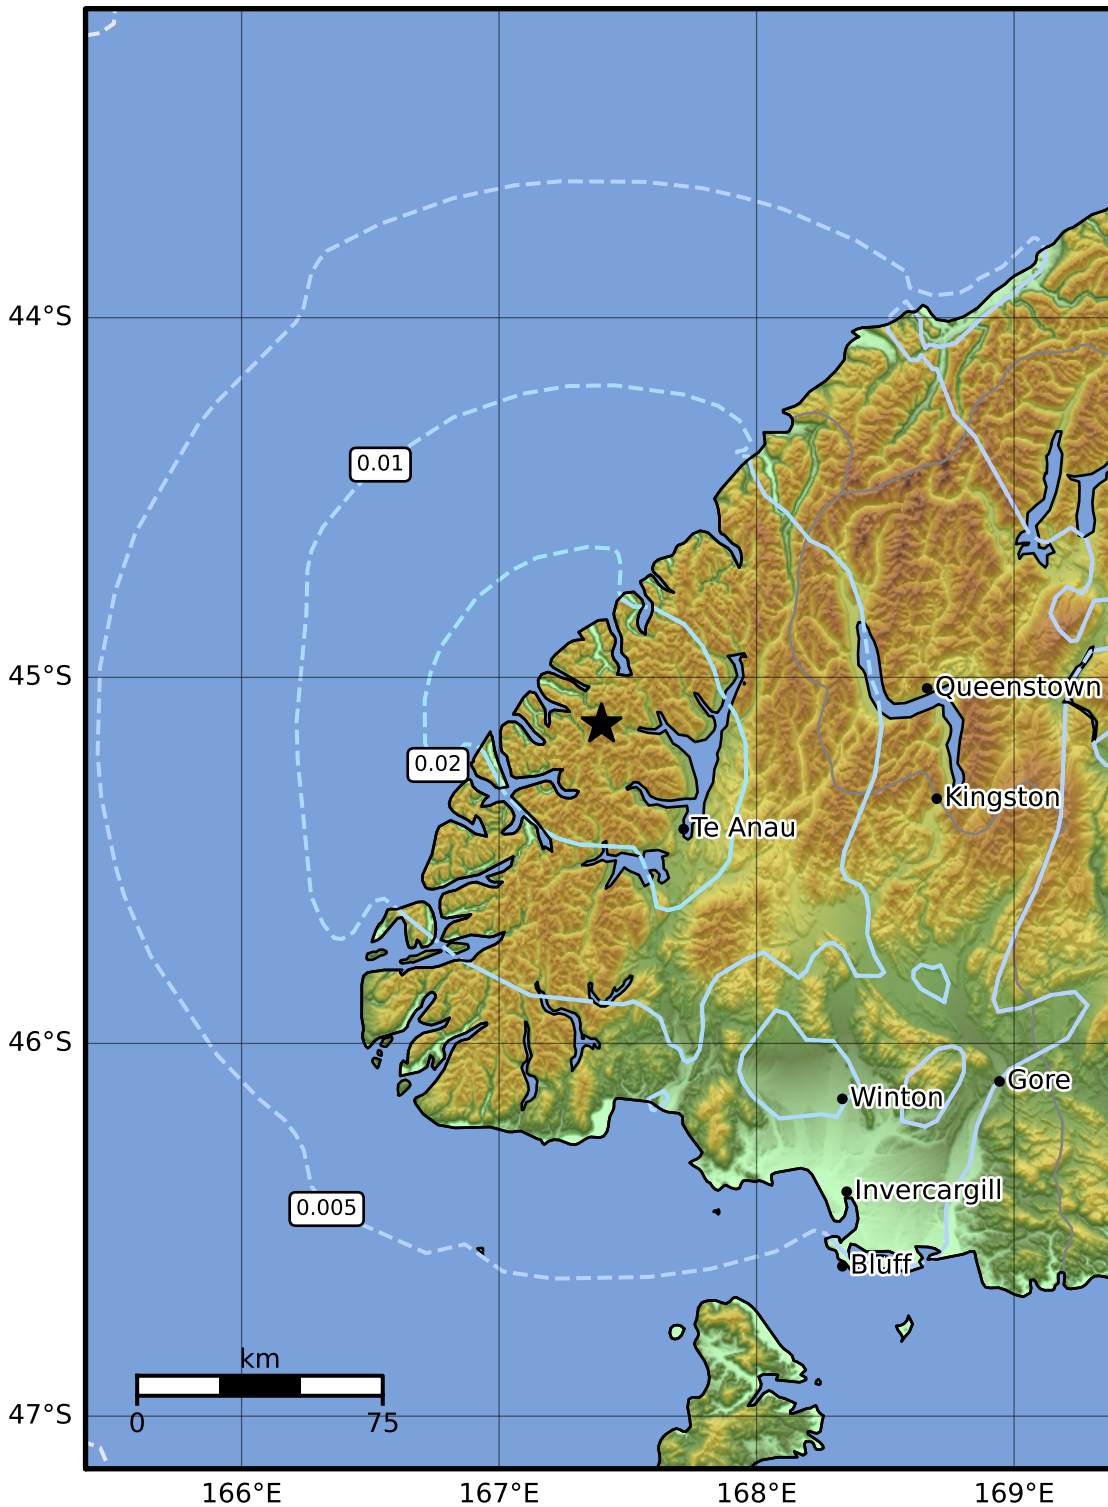 44°S
0.01
45°S
Queenstown
0.02
Kingston
Te Anau
46°S
Gore
Winton
Invercargill
0.005
Bluff
km
0 75
47°S
166°E 167°E 168°E 169°E